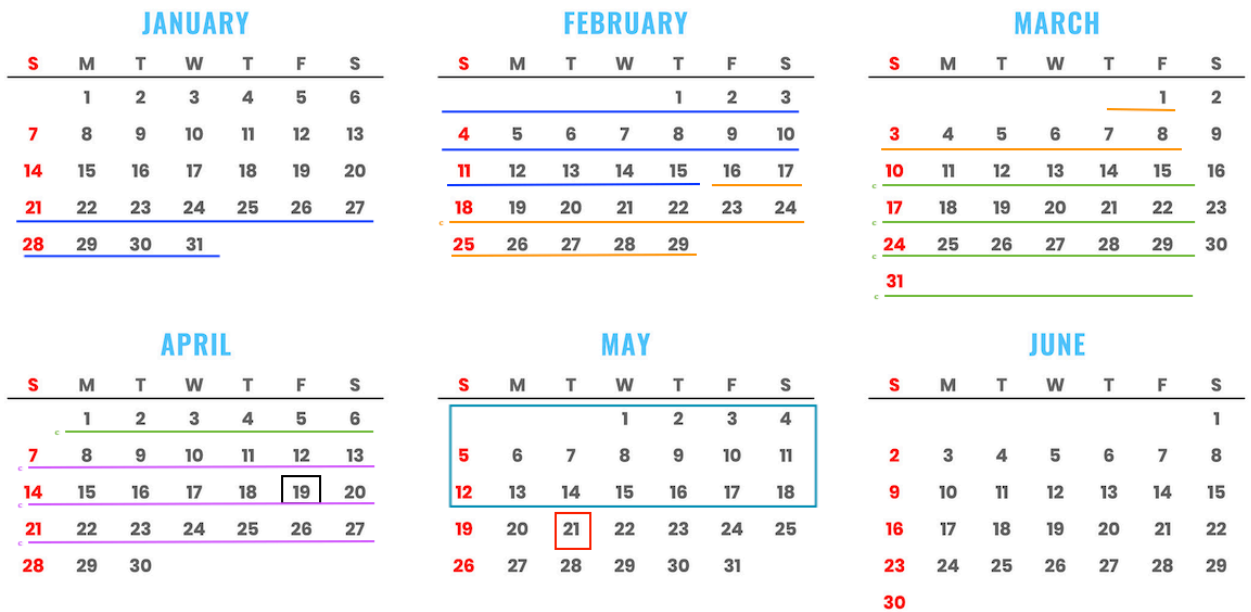 JANUARY
S M T W T F S
1 2 3 4 5 6
7 8 9 10 11 12 13
14 15 16 17 18 19 20
21 22 23 24 25 26 27
28 29 30 31
FEBRUARY
S M T W T F S
1 2 3
4 5 6 7 8 9 10
11 12 13 14 15 16 17
c 18 19 20 21 22 23 24
25 26 27 28 29
MARCH
S M T W T F S
1 2
3 4 5 6 7 8 9
10 11 12 13 14 15 16
c
17 18 19 20 21 22 23
c
24 25 26 27 28 29 30
c
31
c
APRIL
S M T W T F S
1 2 3 4 5 6
c
7 8 9 10 11 12 13
c
14 15 16 17 18 19 20
c
21 22 23 24 25 26 27
c
28 29 30
MAY
S M T W T F S
1 2 3 4
5 6 7 8 9 10 11
12 13 14 15 16 17 18
19 20 21 22 23 24 25
26 27 28 29 30 31
JUNE
S M T W T F S
1
2 3 4 5 6 7 8
9 10 11 12 13 14 15
16 17 18 19 20 21 22
23 24 25 26 27 28 29
30